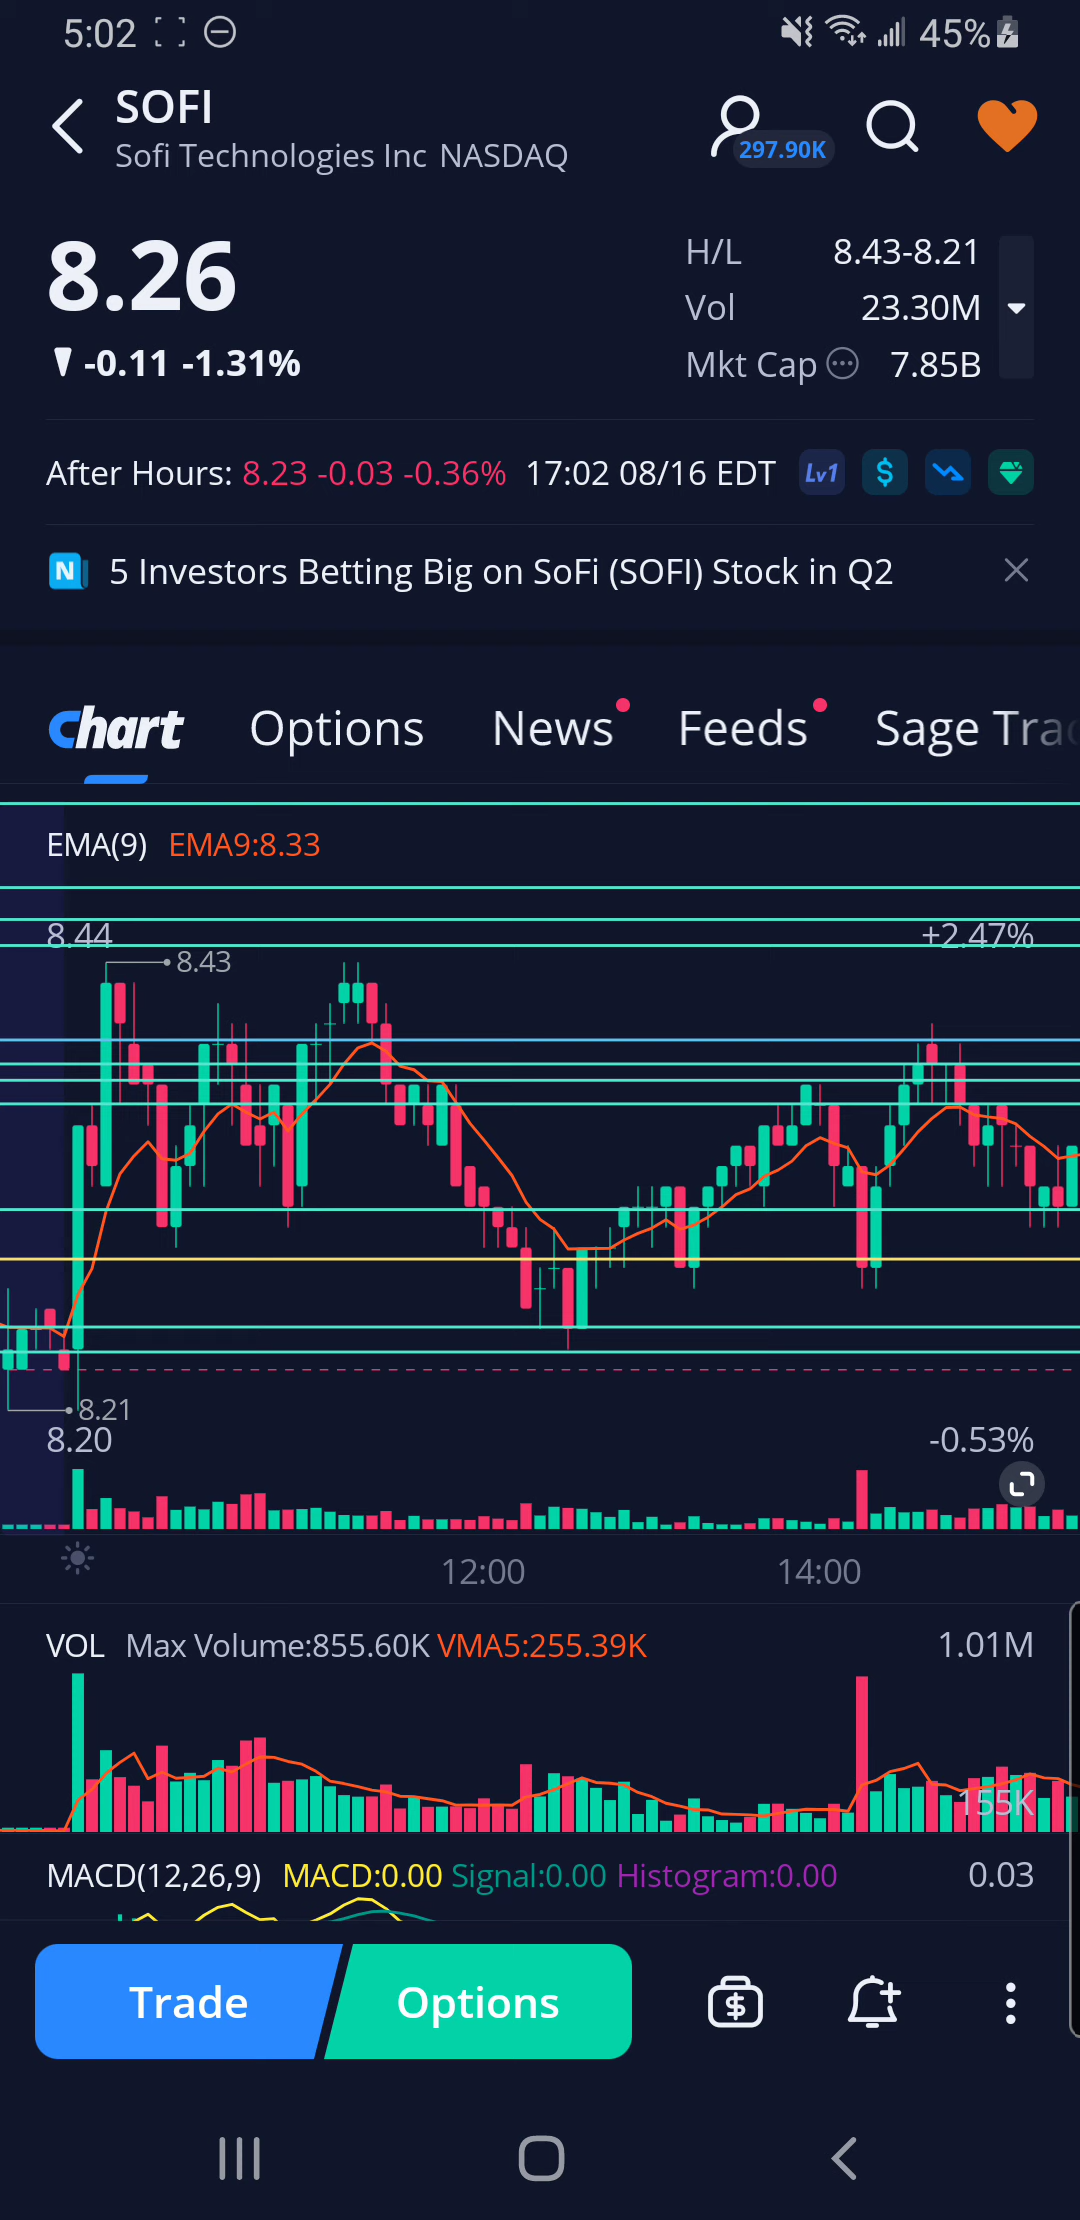 5:02 45%
SOFI
Sofi Technologies Inc NASDAQ
297.90K
8.26
-0.11 -1.31%
H/L 8.43-8.21
Vol 23.30M
Mkt Cap 7.85B
After Hours: 8.23 -0.03 -0.36% 17:02 08/16 EDT Lv1 $
N 5 Investors Betting Big on SoFi (SOFI) Stock in Q2
Chart Options News Feeds Sage Trad
EMA(9) EMA9:8.33
8.44 +2.47%
8.43
8.21
8.20 -0.53%
12:00 14:00
VOL Max Volume:855.60K VMA5:255.39K 1.01M
155K
MACD(12,26,9) MACD:0.00 Signal:0.00 Histogram:0.00 0.03
Trade Options $